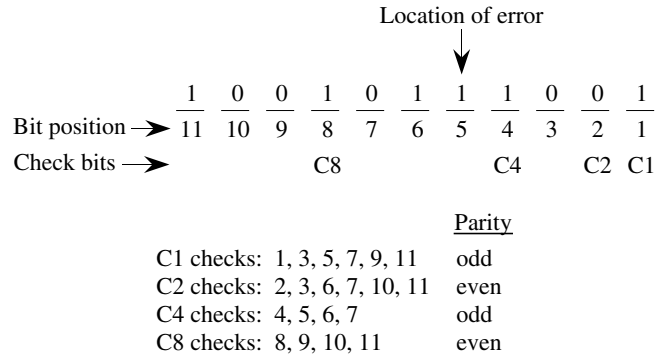 Location of error
1 0 0 1 0 1 1 1 0 0 1
Bit position 11 10 9 8 7 6 5 4 3 2 1
Check bits C8 C4 C2 C1
Parity
C1 checks: 1, 3, 5, 7, 9, 11 odd
C2 checks: 2, 3, 6, 7, 10, 11 even
C4 checks: 4, 5, 6, 7 odd
C8 checks: 8, 9, 10, 11 even